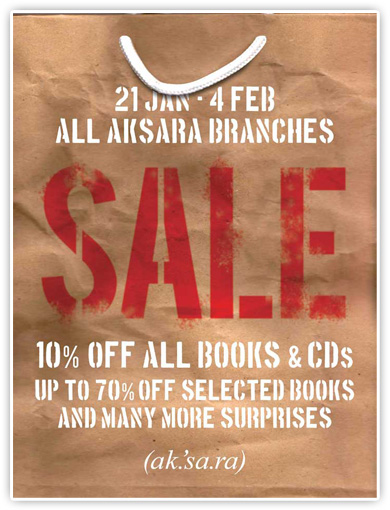 21 JAN - 4 FEB
ALL AKSARA BRANCHES
SALE
10% OFF ALL BOOKS & CDs
UP TO 70% OFF SELECTED BOOKS
AND MANY MORE SURPRISES
(ak.'sa.ra)